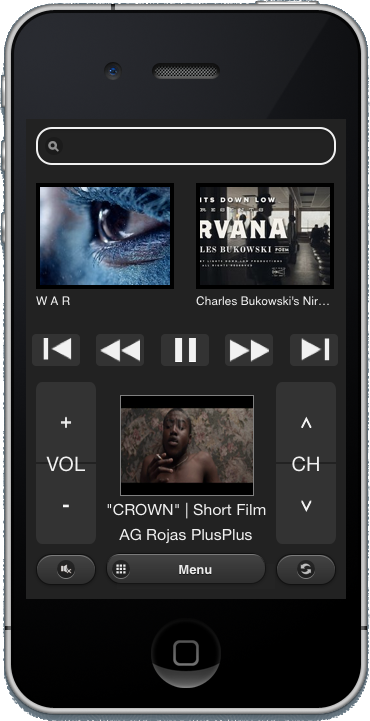 ITS DOWN LOW
RVANA
LES BUKOWSKI POEM
W A R
Charles Bukowski's Nir...
+
VOL
-
CH
"CROWN" | Short Film
AG Rojas PlusPlus
Menu